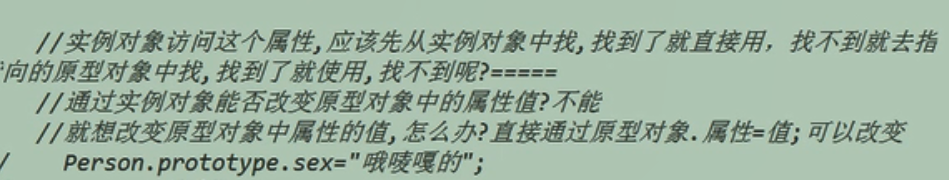 //实例对象访问这个属性,应该先从实例对象中找,找到了就直接用，找不到就去指
向的原型对象中找,找到了就使用,找不到呢?=====
//通过实例对象能否改变原型对象中的属性值?不能
//就想改变原型对象中属性的值,怎么办?直接通过原型对象.属性=值;可以改变
/ Person.prototype.sex="哦唛嘎的";